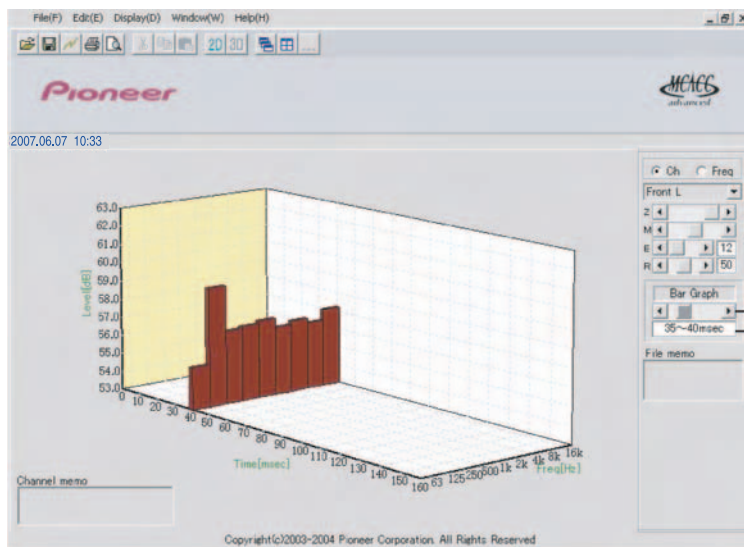 File(F) Edit(E) Display(D) Window(W) Help(H)
2D 3D ...
Pioneer
MCACC
advanced
2007.06.07 10:33
Ch Freq
Front L
Z
M
E 12
R 50
Bar Graph
35~40msec
File memo
63.0
62.0
61.0
60.0
59.0
58.0
57.0
56.0
55.0
54.0
53.0
Level[dB]
0 10 20 30 40 50 60 70 80 90 100 110 120 130 140 150 160
Time[msec]
63 125 250 500 1k 2k 4k 8k 16k
Freq[Hz]
Channel memo
Copyright(c)2003-2004 Pioneer Corporation. All Rights Reserved